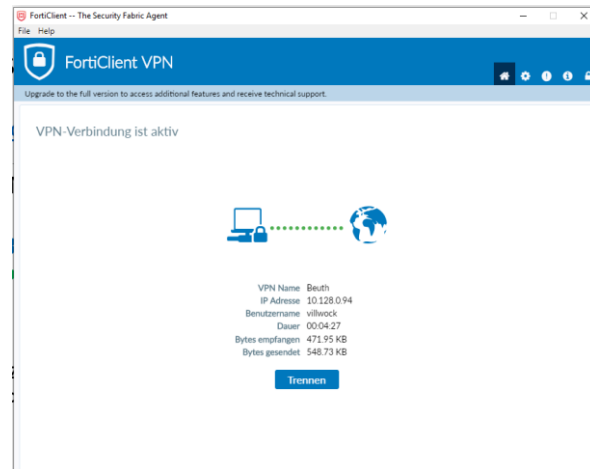 FortiClient -- The Security Fabric Agent
File Help
FortiClient VPN
Upgrade to the full version to access additional features and receive technical support.
VPN-Verbindung ist aktiv
VPN Name Beuth
IP Adresse 10.128.0.94
Benutzername villwock
Dauer 00:04:27
Bytes empfangen 471.95 KB
Bytes gesendet 548.73 KB
Trennen